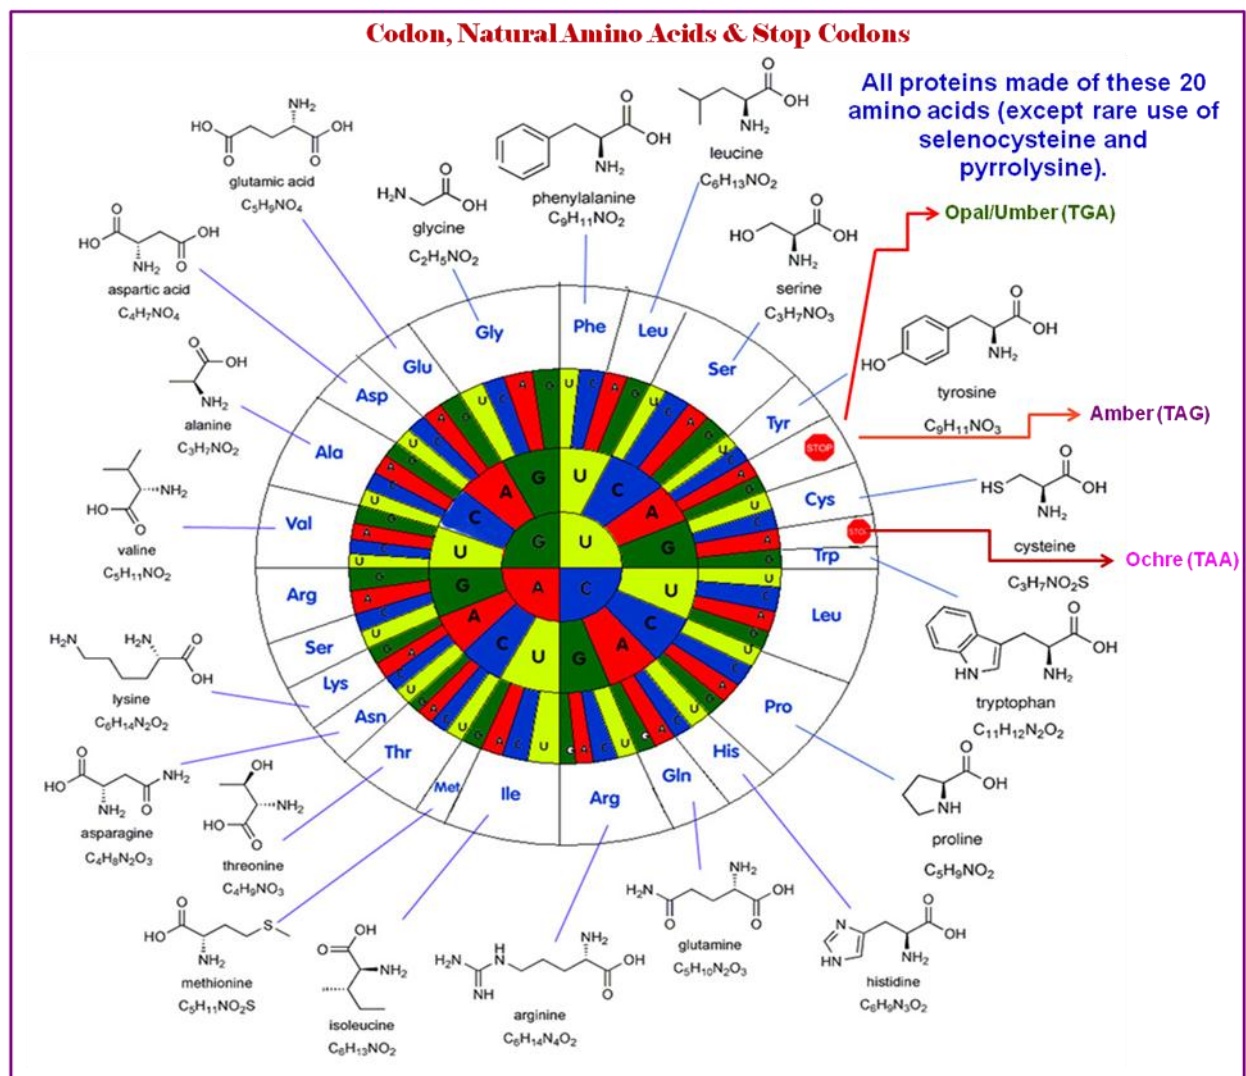 Codon, Natural Amino Acids & Stop Codons
All proteins made of these 20
amino acids (except rare use of
selenocysteine and
pyrrolysine).
Opal/Umber (TGA)
Amber (TAG)
Ochre (TAA)
glutamic acid
C5H9NO4
glycine
C2H5NO2
phenylalanine
C9H11NO2
leucine
C6H13NO2
serine
C3H7NO3
aspartic acid
C4H7NO4
tyrosine
C9H11NO3
alanine
C3H7NO2
cysteine
C3H7NO2S
valine
C5H11NO2
tryptophan
C11H12N2O2
lysine
C6H14N2O2
proline
C5H9NO2
asparagine
C4H8N2O3
threonine
C4H9NO3
methionine
C5H11NO2S
isoleucine
C6H13NO2
arginine
C6H14N4O2
glutamine
C5H10N2O3
histidine
C6H9N3O2
Gly
Phe
Leu
Ser
Tyr
STOP
Cys
Trp
Leu
Pro
His
Gln
Arg
Ile
Met
Thr
Asn
Lys
Ser
Arg
Val
Ala
Asp
Glu
G
U
A
C
U
C
A
G
U
C
A
G
U
C
A
G
U
C
A
G